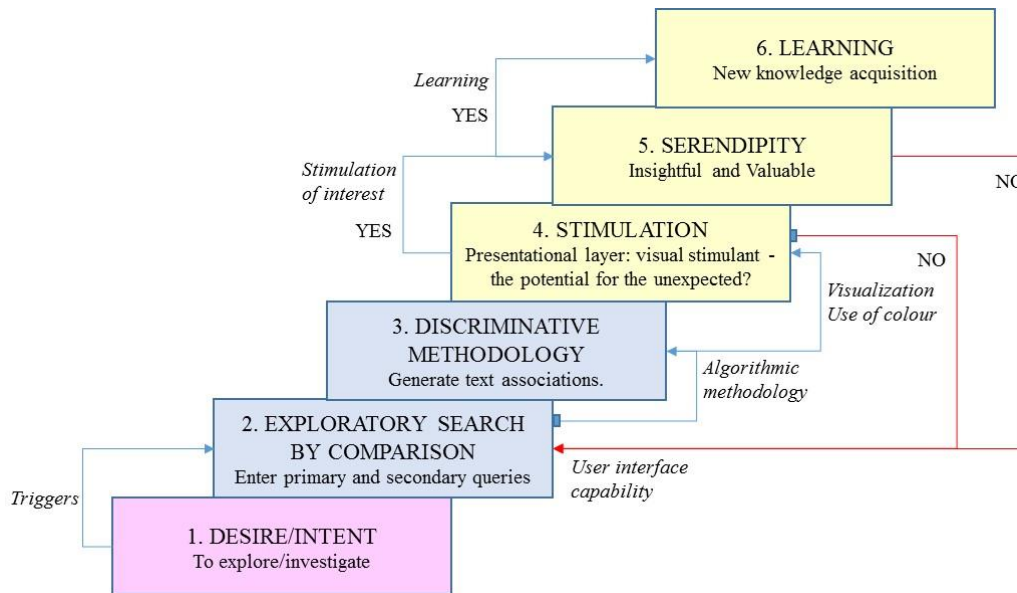 6. LEARNING
New knowledge acquisition
Learning
YES
5. SERENDIPITY
Insightful and Valuable
NO
Stimulation
of interest
YES
4. STIMULATION
Presentational layer: visual stimulant -
the potential for the unexpected?
NO
Visualization
Use of colour
3. DISCRIMINATIVE
METHODOLOGY
Generate text associations.
Algorithmic
methodology
2. EXPLORATORY SEARCH
BY COMPARISON
Enter primary and secondary queries
User interface
capability
Triggers
1. DESIRE/INTENT
To explore/investigate